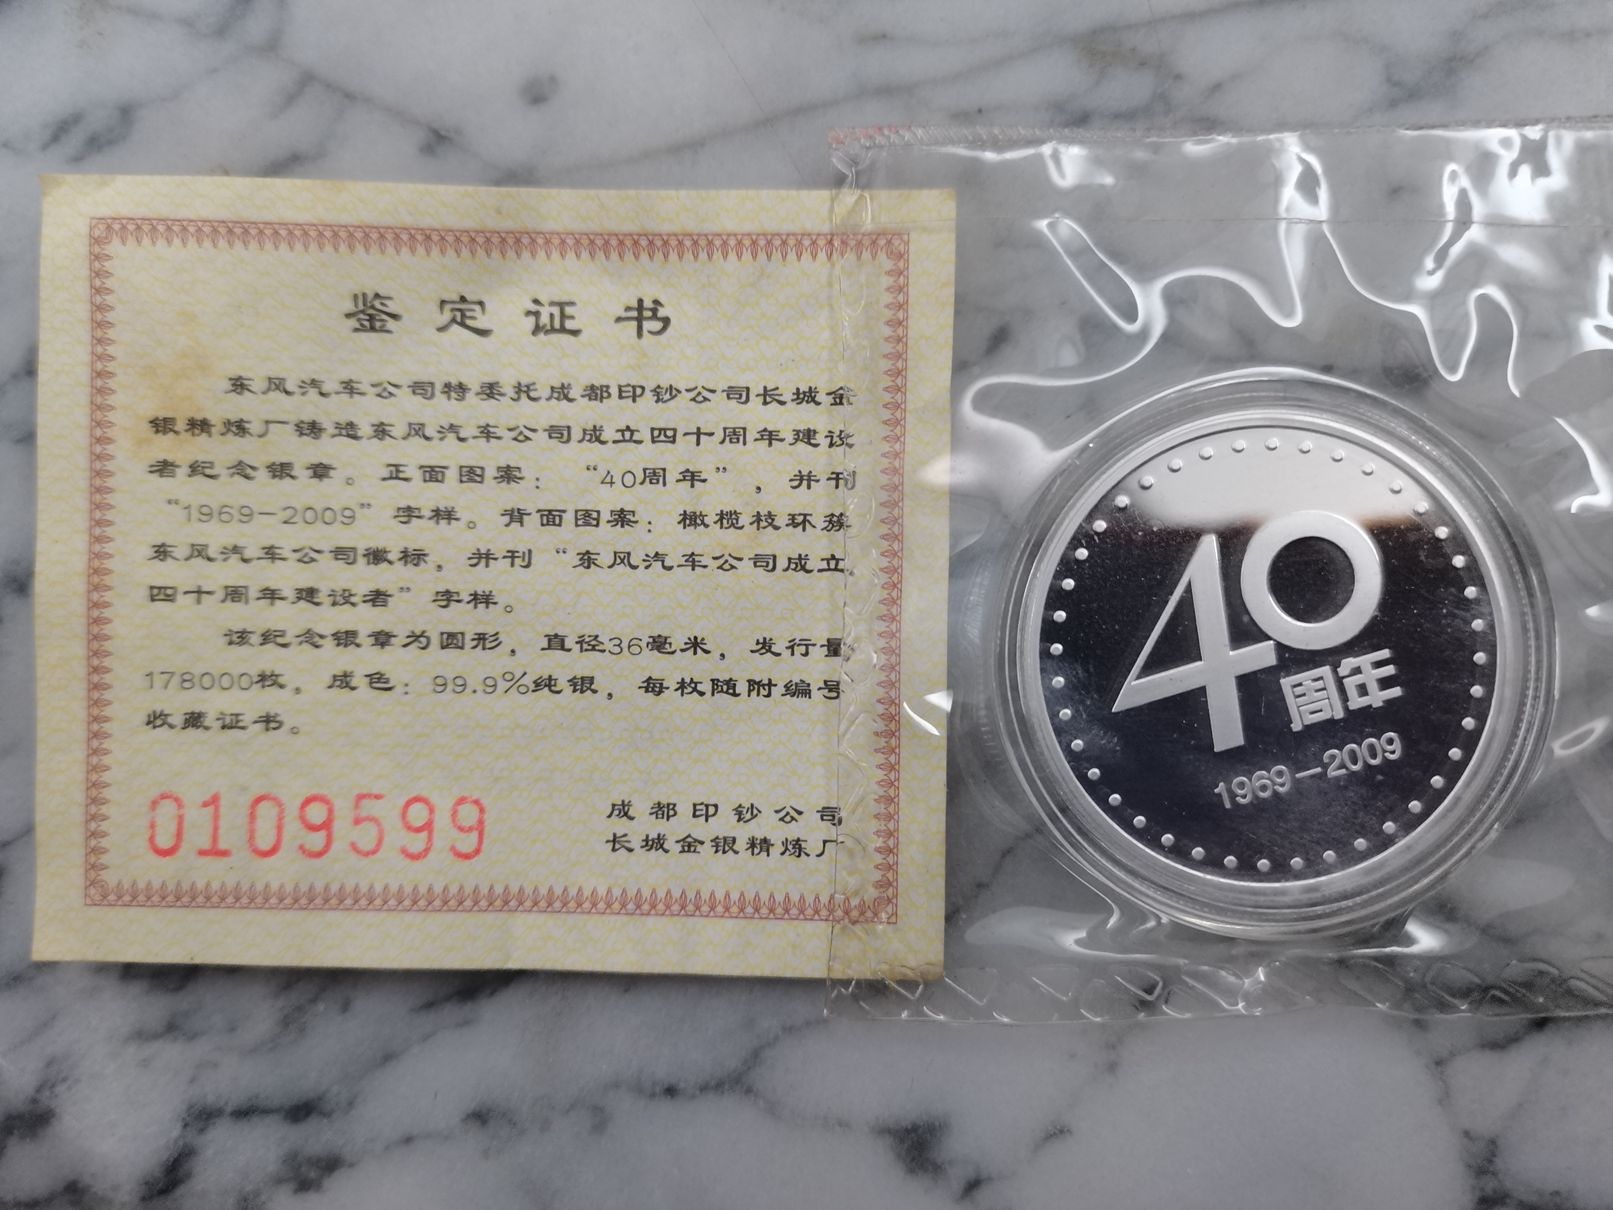 鉴定证书
东风汽车公司特委托成都印钞公司长城金
银精炼厂铸造东风汽车公司成立四十周年建设
者纪念银章。正面图案：“40周年”，并刊
“1969-2009”字样。背面图案：橄榄枝环簇
东风汽车公司徽标，并刊“东风汽车公司成立
四十周年建设者”字样。
该纪念银章为圆形，直径36毫米，发行量
178000枚，成色：99.9%纯银，每枚随附编号
收藏证书。
0109599
成都印钞公司
长城金银精炼厂
40
周年
1969-2009